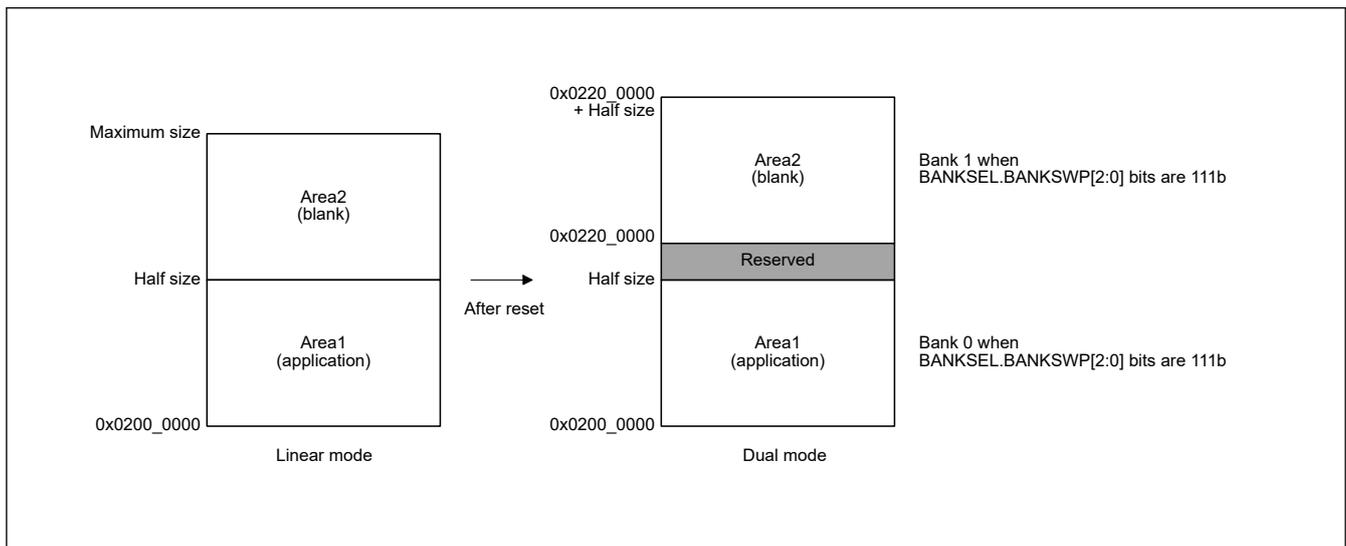 Maximum size
Area2
(blank)
Half size
Area1
(application)
0x0200_0000
Linear mode
After reset
0x0220_0000
+ Half size
Area2
(blank)
0x0220_0000
Reserved
Half size
Area1
(application)
0x0200_0000
Dual mode
Bank 1 when
BANKSEL.BANKSWP[2:0] bits are 111b
Bank 0 when
BANKSEL.BANKSWP[2:0] bits are 111b